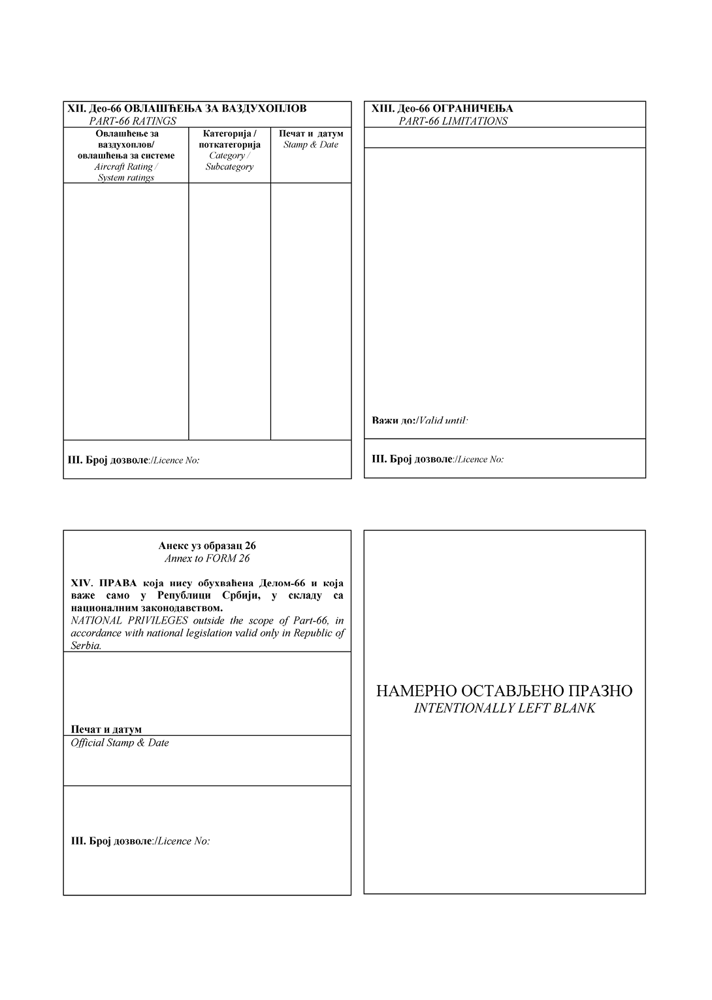 XII. Део-66 ОВЛАШЋЕЊА ЗА ВАЗДУХОПЛОВ
PART-66 RATINGS
Овлашћење за
ваздухоплов/
овлашћења за системе
Aircraft Rating /
System ratings
Категорија /
поткатегорија
Category /
Subcategory
Печат и датум
Stamp & Date
III. Број дозволе:/Licence No:
XIII. Део-66 ОГРАНИЧЕЊА
PART-66 LIMITATIONS
Важи до:/Valid until:
III. Број дозволе:/Licence No:
Анекс уз образац 26
Annex to FORM 26
XIV. ПРАВА која нису обухваћена Делом-66 и која
важе само у Републици Србији, у складу са
националним законодавством.
NATIONAL PRIVILEGES outside the scope of Part-66, in
accordance with national legislation valid only in Republic of
Serbia.
Печат и датум
Official Stamp & Date
III. Број дозволе:/Licence No:
НАМЕРНО ОСТАВЉЕНО ПРАЗНО
INTENTIONALLY LEFT BLANK